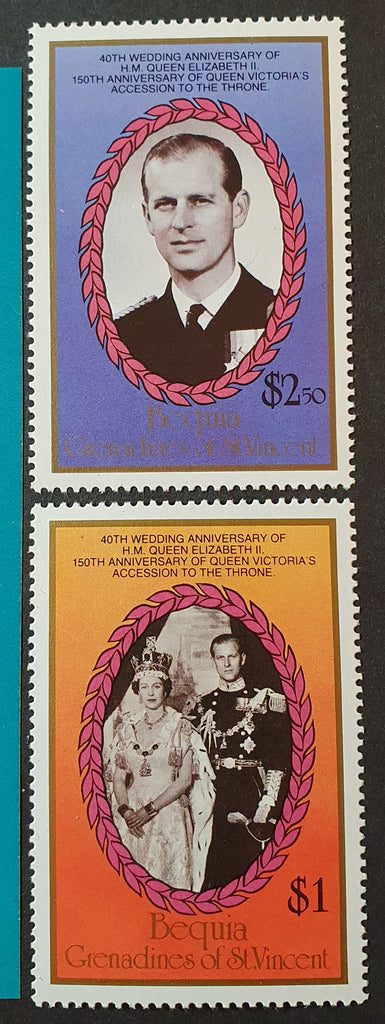 40TH WEDDING ANNIVERSARY OF
H.M. QUEEN ELIZABETH II.
150TH ANNIVERSARY OF QUEEN VICTORIA'S
ACCESSION TO THE THRONE.
$2.50
Bequia
Grenadines of St.Vincent
40TH WEDDING ANNIVERSARY OF
H.M. QUEEN ELIZABETH II.
150TH ANNIVERSARY OF QUEEN VICTORIA'S
ACCESSION TO THE THRONE.
$1
Bequia
Grenadines of St.Vincent